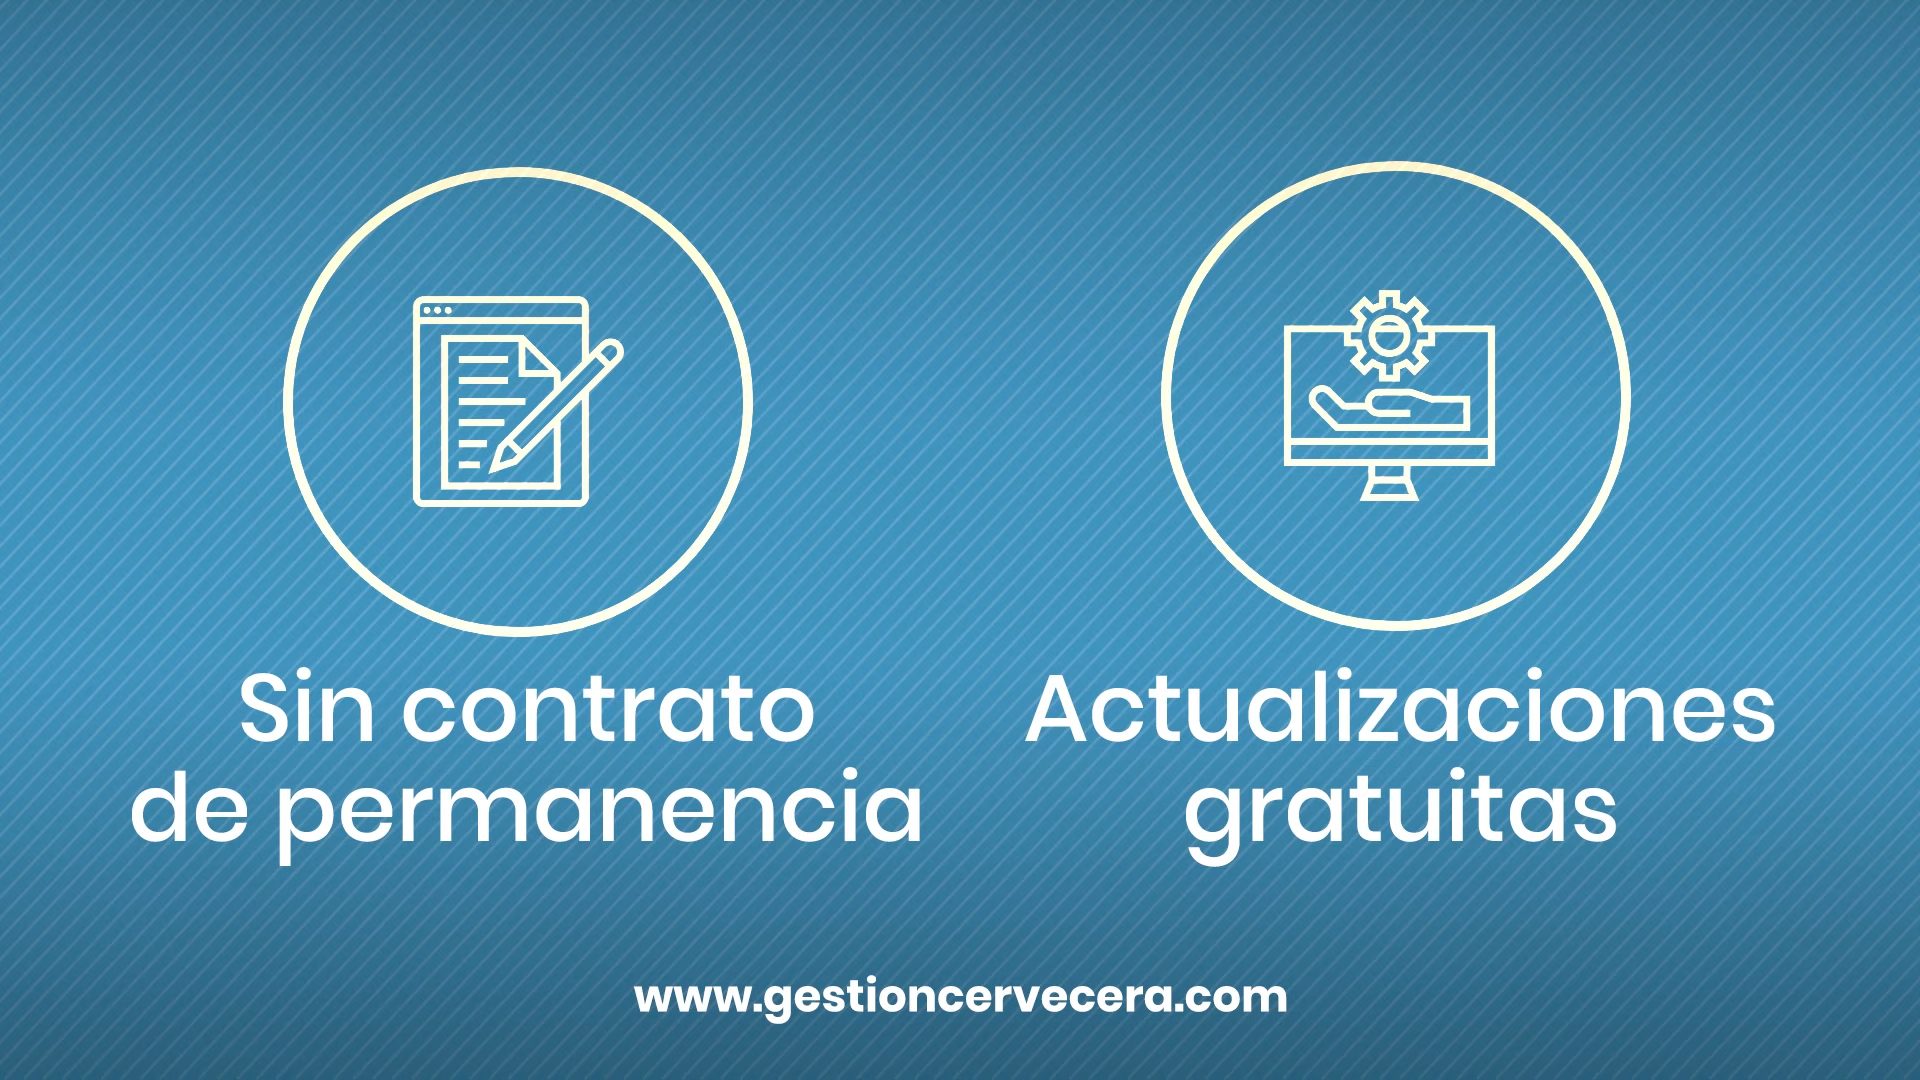 Sin contrato
de permanencia
Actualizaciones
gratuitas
www.gestioncervecera.com